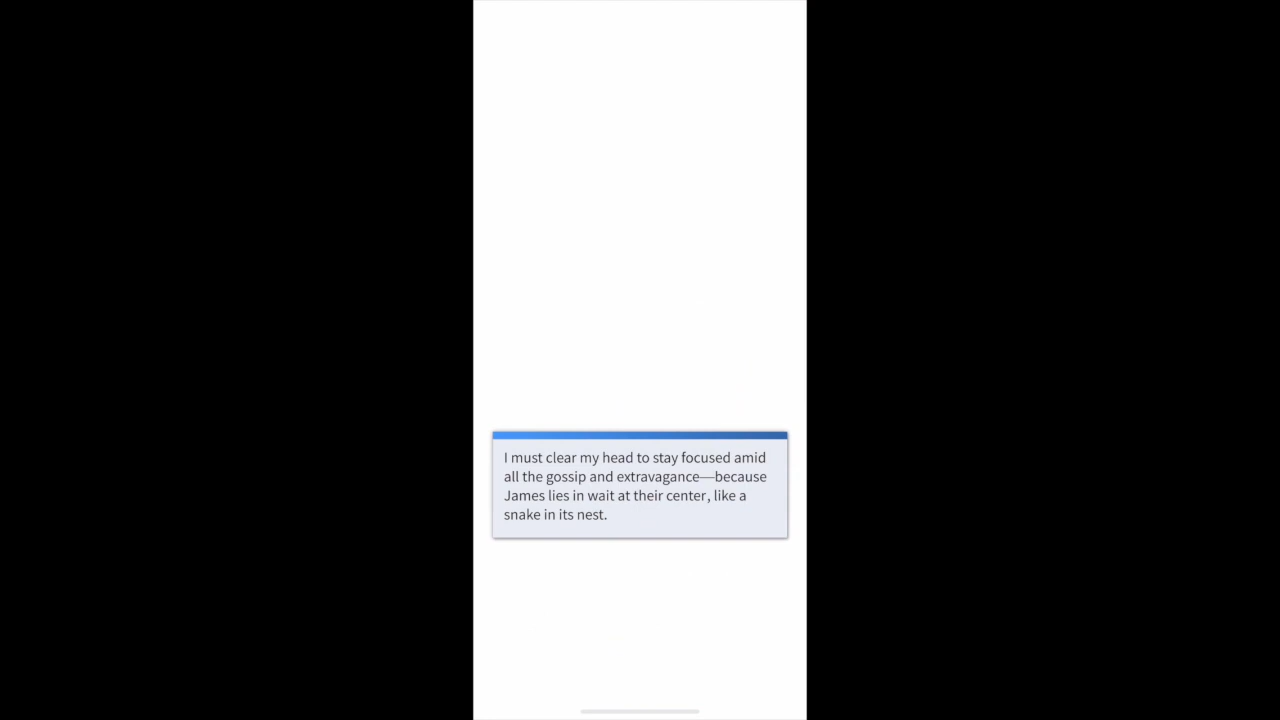 I must clear my head to stay focused amid
all the gossip and extravagance—because
James lies in wait at their center, like a
snake in its nest.